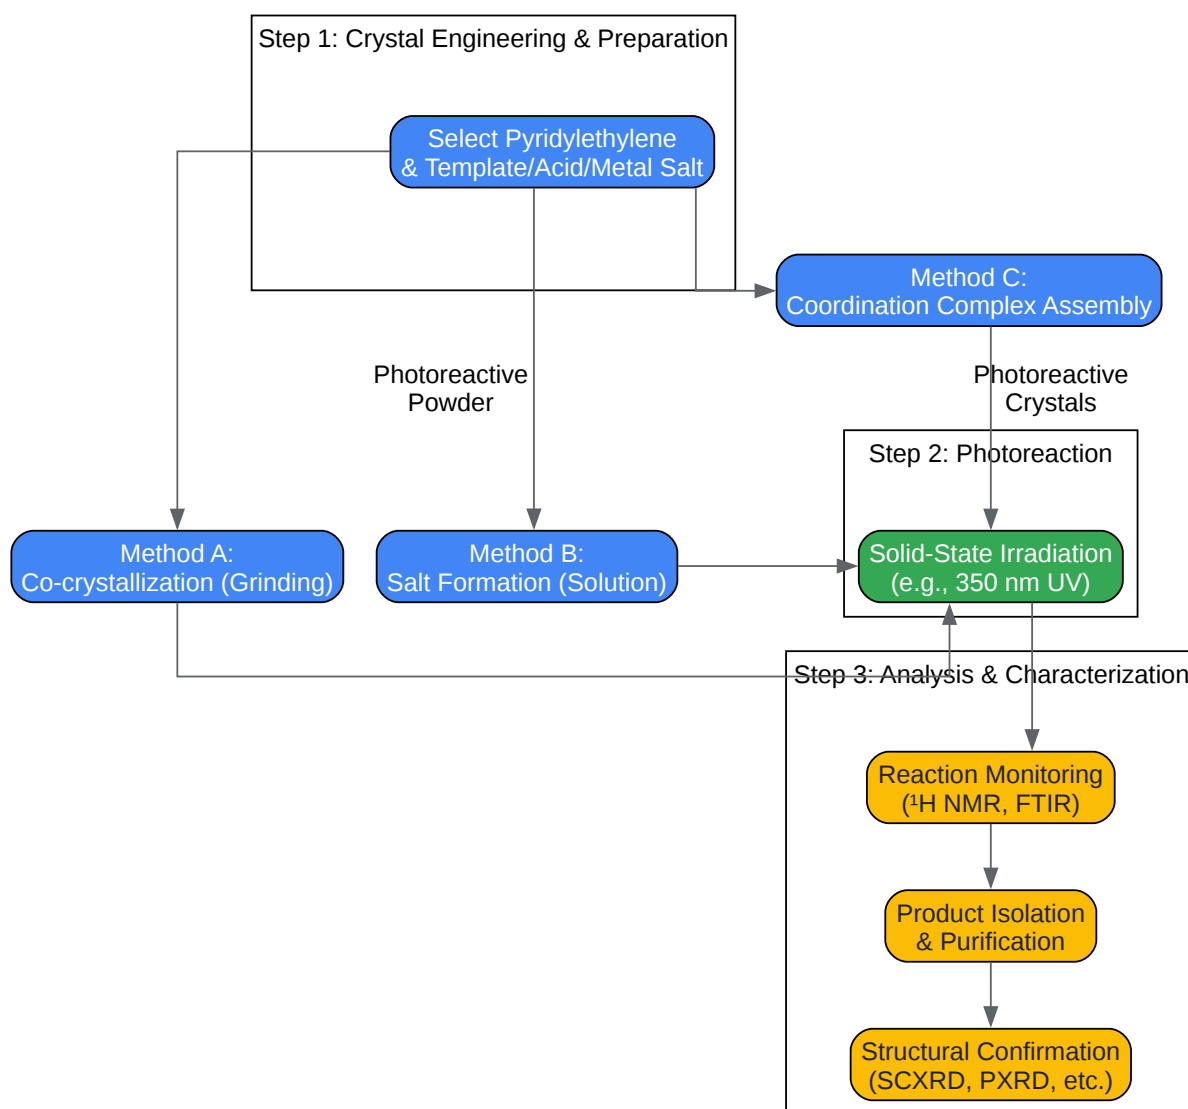 Step 1: Crystal Engineering & Preparation
Select Pyridylethylene
& Template/Acid/Metal Salt
Method C:
Coordination Complex Assembly
Photoreactive
Powder
Photoreactive
Crystals
Step 2: Photoreaction
Method A:
Co-crystallization (Grinding)
Method B:
Salt Formation (Solution)
Solid-State Irradiation
(e.g., 350 nm UV)
Step 3: Analysis & Characterization
Reaction Monitoring
(¹H NMR, FTIR)
Product Isolation
& Purification
Structural Confirmation
(SCXRD, PXRD, etc.)